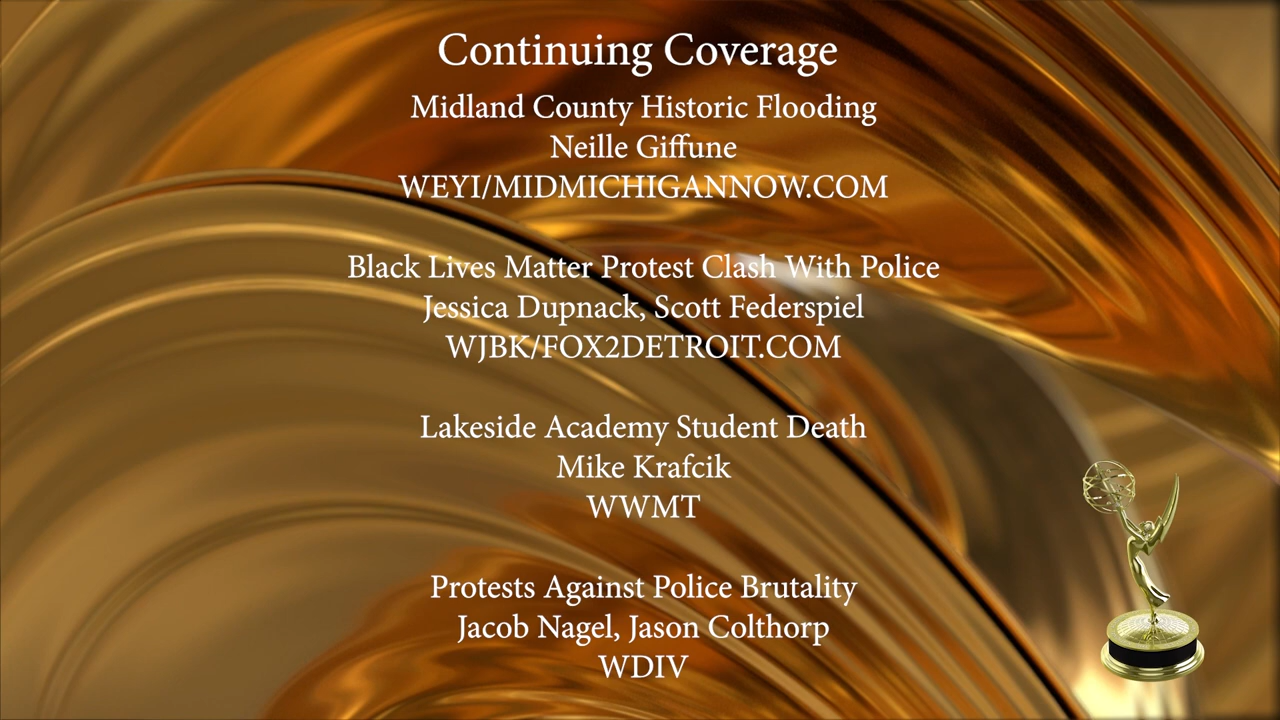 Continuing Coverage
Midland County Historic Flooding
Neille Giffune
WEYI/MIDMICHIGANNOW.COM
Black Lives Matter Protest Clash With Police
Jessica Dupnack, Scott Federspiel
WJBK/FOX2DETROIT.COM
Lakeside Academy Student Death
Mike Krafcik
WWMT
Protests Against Police Brutality
Jacob Nagel, Jason Colthorp
WDIV